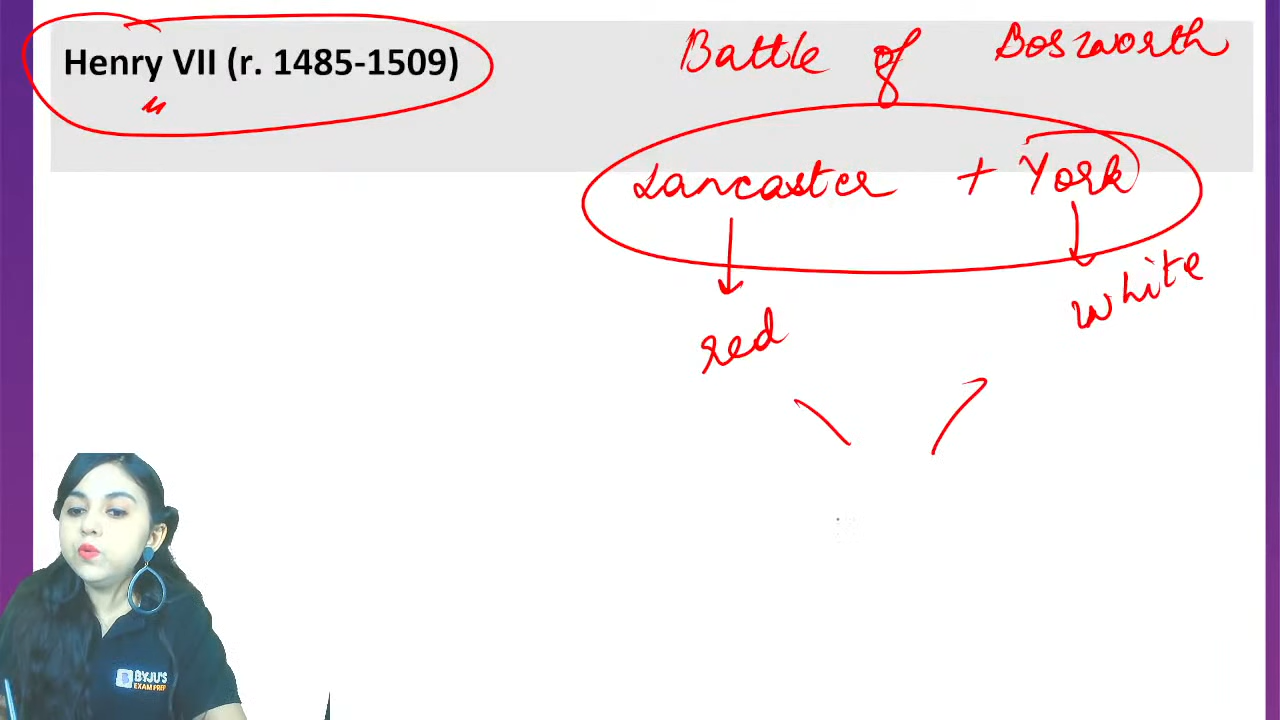 Henry VII (r. 1485-1509)
Battle of Bosworth
Lancaster + York
red
white
BYJU'S
EXAM PREP